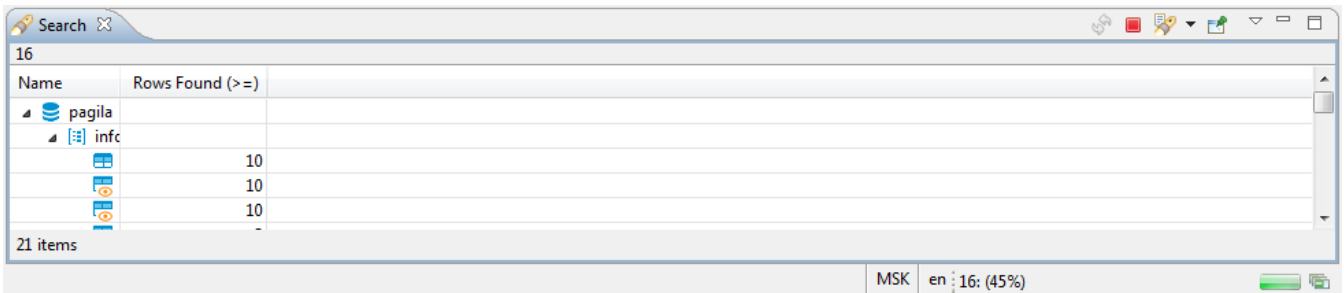 Search
16
Name Rows Found (>=)
pagila
info
10
10
10
21 items
MSK en 16: (45%)